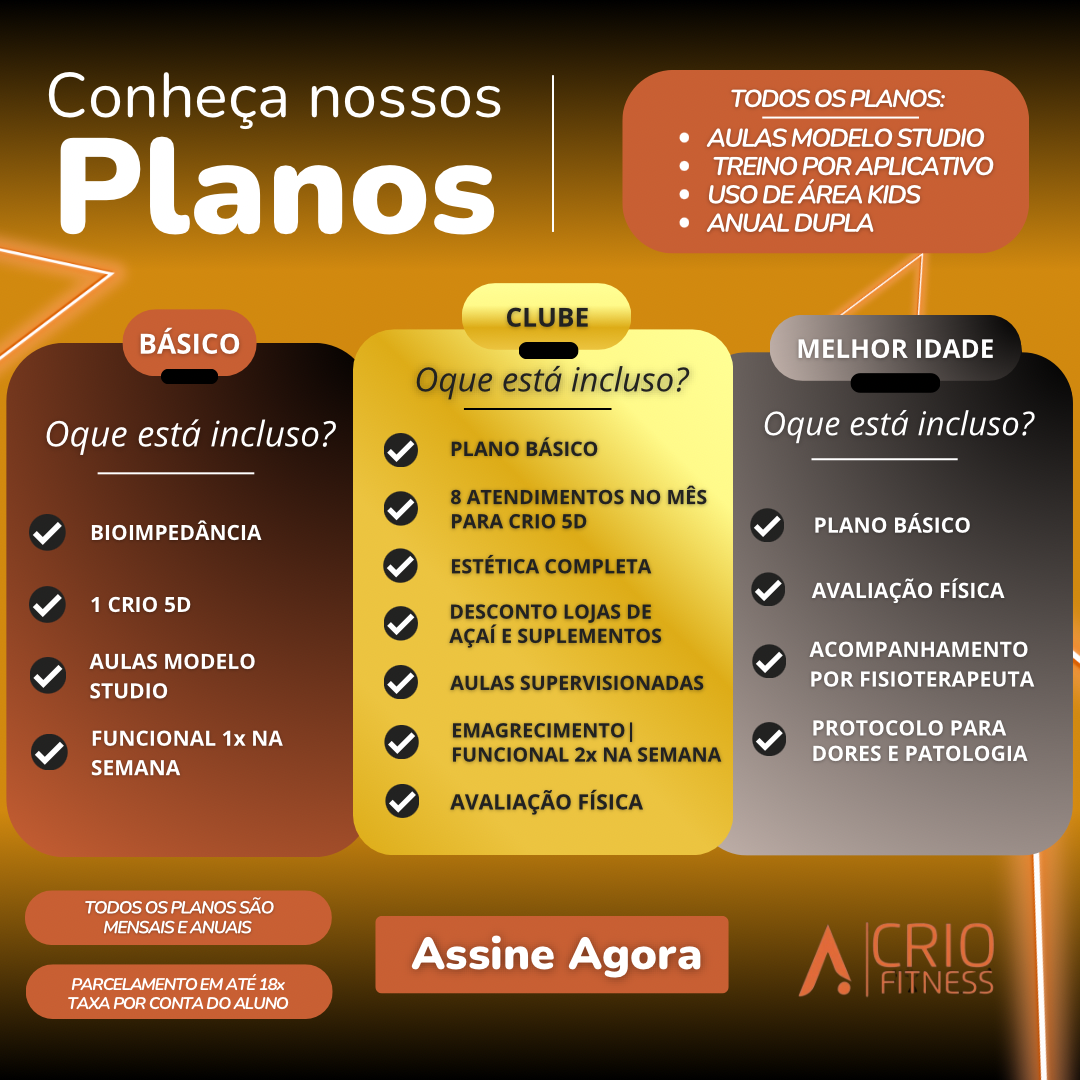 Conheça nossos
Planos
TODOS OS PLANOS:
AULAS MODELO STUDIO
TREINO POR APLICATIVO
USO DE ÁREA KIDS
ANUAL DUPLA
BÁSICO
Oque está incluso?
BIOIMPEDÂNCIA
1 CRIO 5D
AULAS MODELO
STUDIO
FUNCIONAL 1x NA
SEMANA
CLUBE
Oque está incluso?
PLANO BÁSICO
8 ATENDIMENTOS NO MÊS
PARA CRIO 5D
ESTÉTICA COMPLETA
DESCONTO LOJAS DE
AÇAÍ E SUPLEMENTOS
AULAS SUPERVISIONADAS
EMAGRECIMENTO|
FUNCIONAL 2x NA SEMANA
AVALIAÇÃO FÍSICA
MELHOR IDADE
Oque está incluso?
PLANO BÁSICO
AVALIAÇÃO FÍSICA
ACOMPANHAMENTO
POR FISIOTERAPEUTA
PROTOCOLO PARA
DORES E PATOLOGIA
TODOS OS PLANOS SÃO
MENSAIS E ANUAIS
PARCELAMENTO EM ATÉ 18x
TAXA POR CONTA DO ALUNO
Assine Agora
CRIO
FITNESS